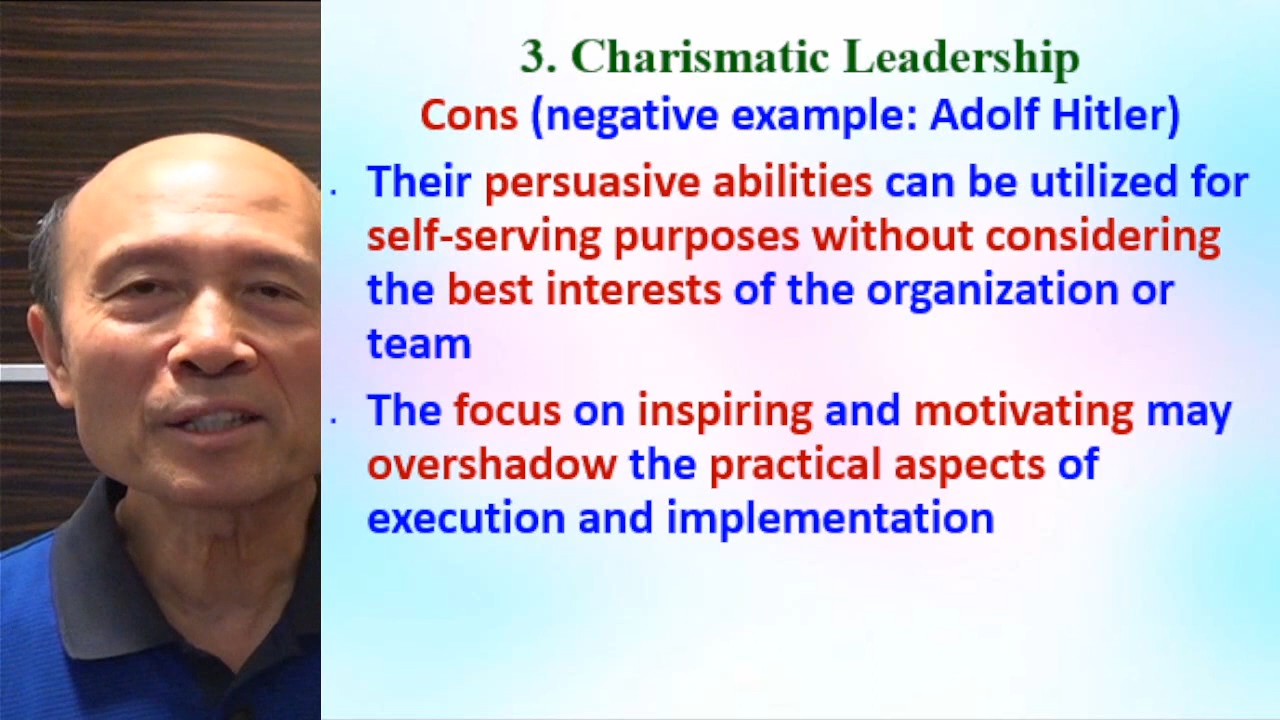 3. Charismatic Leadership
Cons (negative example: Adolf Hitler)
. Their persuasive abilities can be utilized for
self-serving purposes without considering
the best interests of the organization or
team
. The focus on inspiring and motivating may
overshadow the practical aspects of
execution and implementation